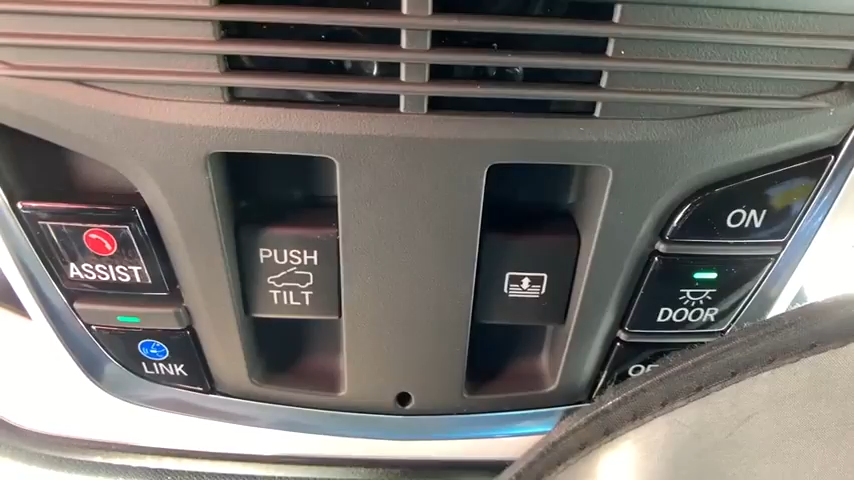 ASSIST
LINK
PUSH
TILT
ON
DOOR